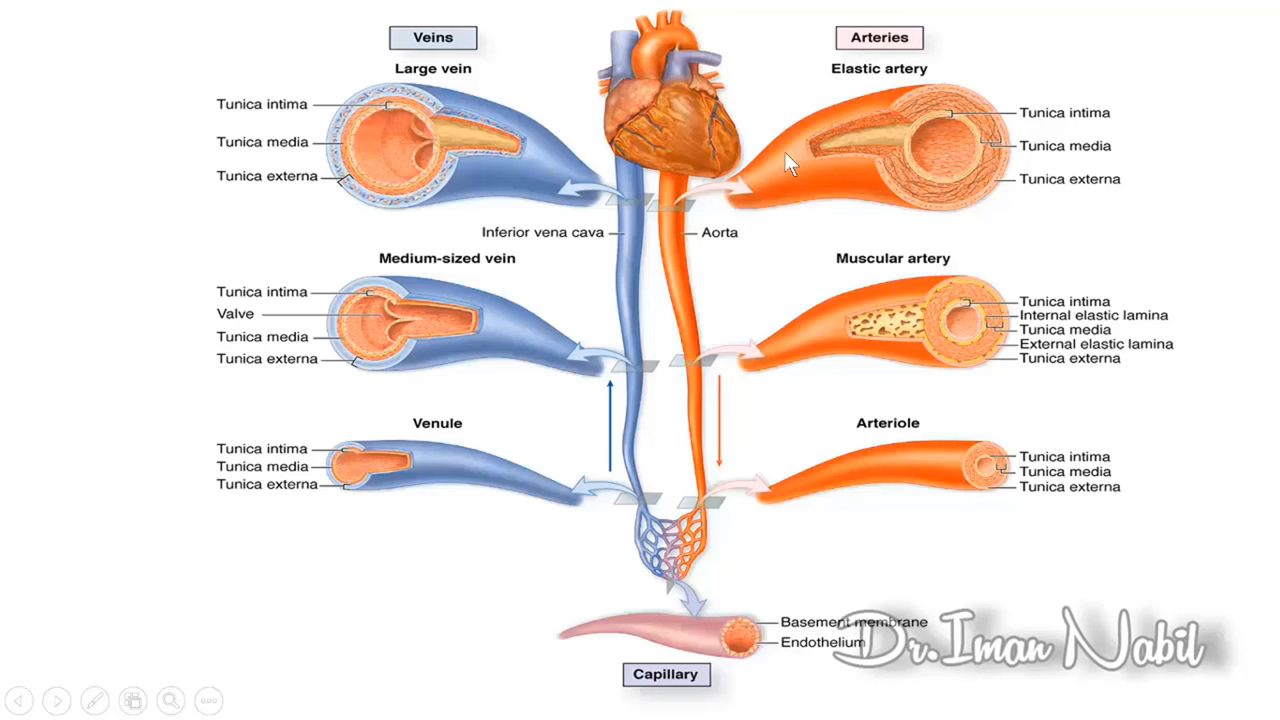 Veins
Large vein
Tunica intima
Tunica media
Tunica externa
Inferior vena cava
Medium-sized vein
Tunica intima
Valve
Tunica media
Tunica externa
Venule
Tunica intima
Tunica media
Tunica externa
Arteries
Elastic artery
Tunica intima
Tunica media
Tunica externa
Aorta
Muscular artery
Tunica intima
Internal elastic lamina
Tunica media
External elastic lamina
Tunica externa
Arteriole
Tunica intima
Tunica media
Tunica externa
Basement membrane
Endothelium
Capillary
Dr.Iman Nabil